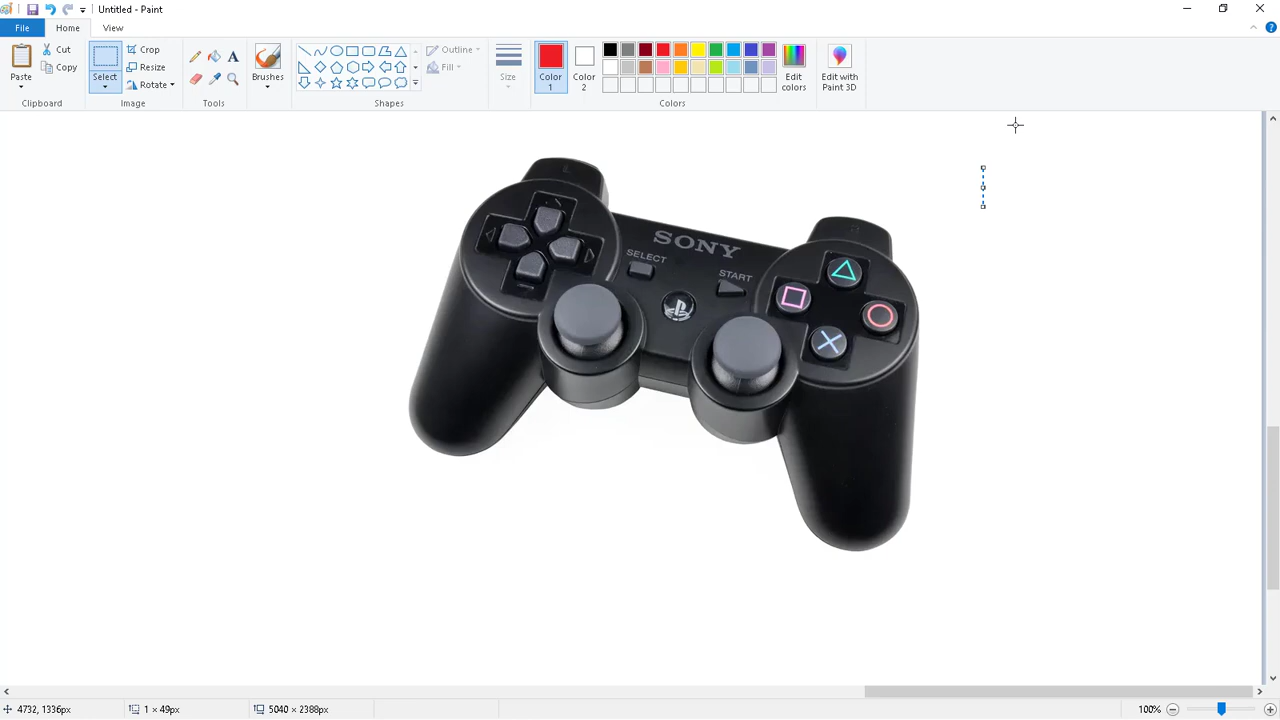 Untitled - Paint
File
Home
View
Paste
Cut
Copy
Clipboard
Select
Crop
Resize
Rotate
Image
Tools
Brushes
Outline
Fill
Shapes
Size
Color 1
Color 2
Edit colors
Colors
Edit with Paint 3D
SONY
SELECT
START
4732, 1336px
1 × 49px
5040 × 2388px
100%